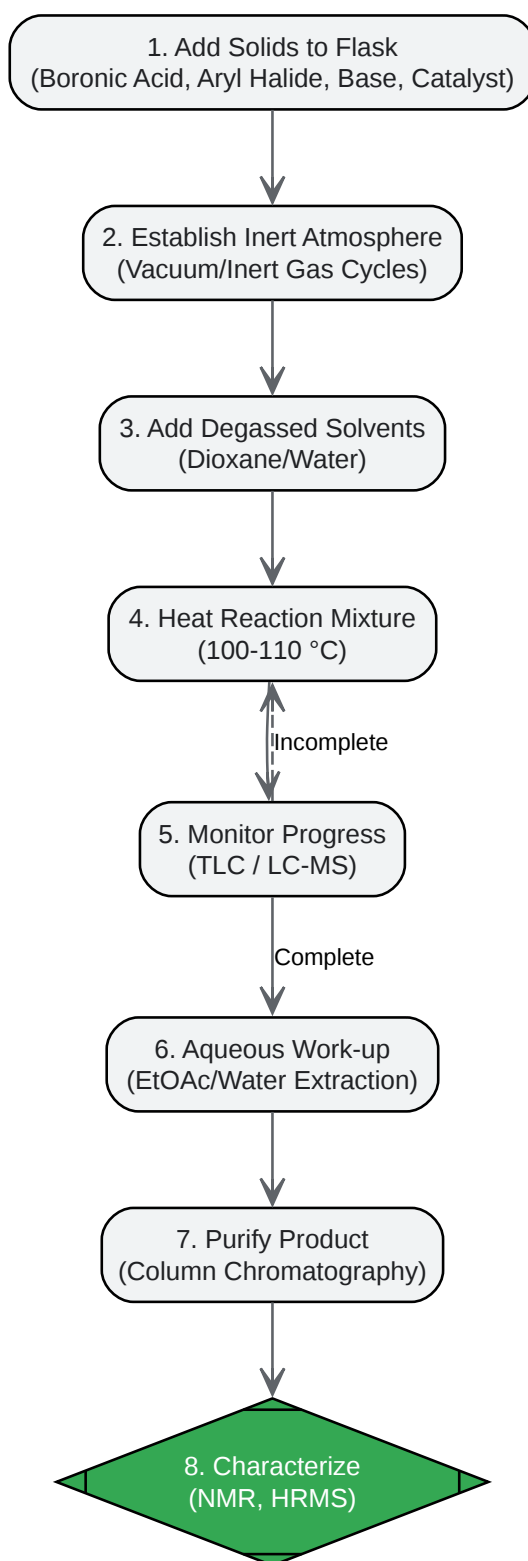 1. Add Solids to Flask
(Boronic Acid, Aryl Halide, Base, Catalyst)
2. Establish Inert Atmosphere
(Vacuum/Inert Gas Cycles)
3. Add Degassed Solvents
(Dioxane/Water)
4. Heat Reaction Mixture
(100-110 °C)
Incomplete
5. Monitor Progress
(TLC / LC-MS)
Complete
6. Aqueous Work-up
(EtOAc/Water Extraction)
7. Purify Product
(Column Chromatography)
8. Characterize
(NMR, HRMS)